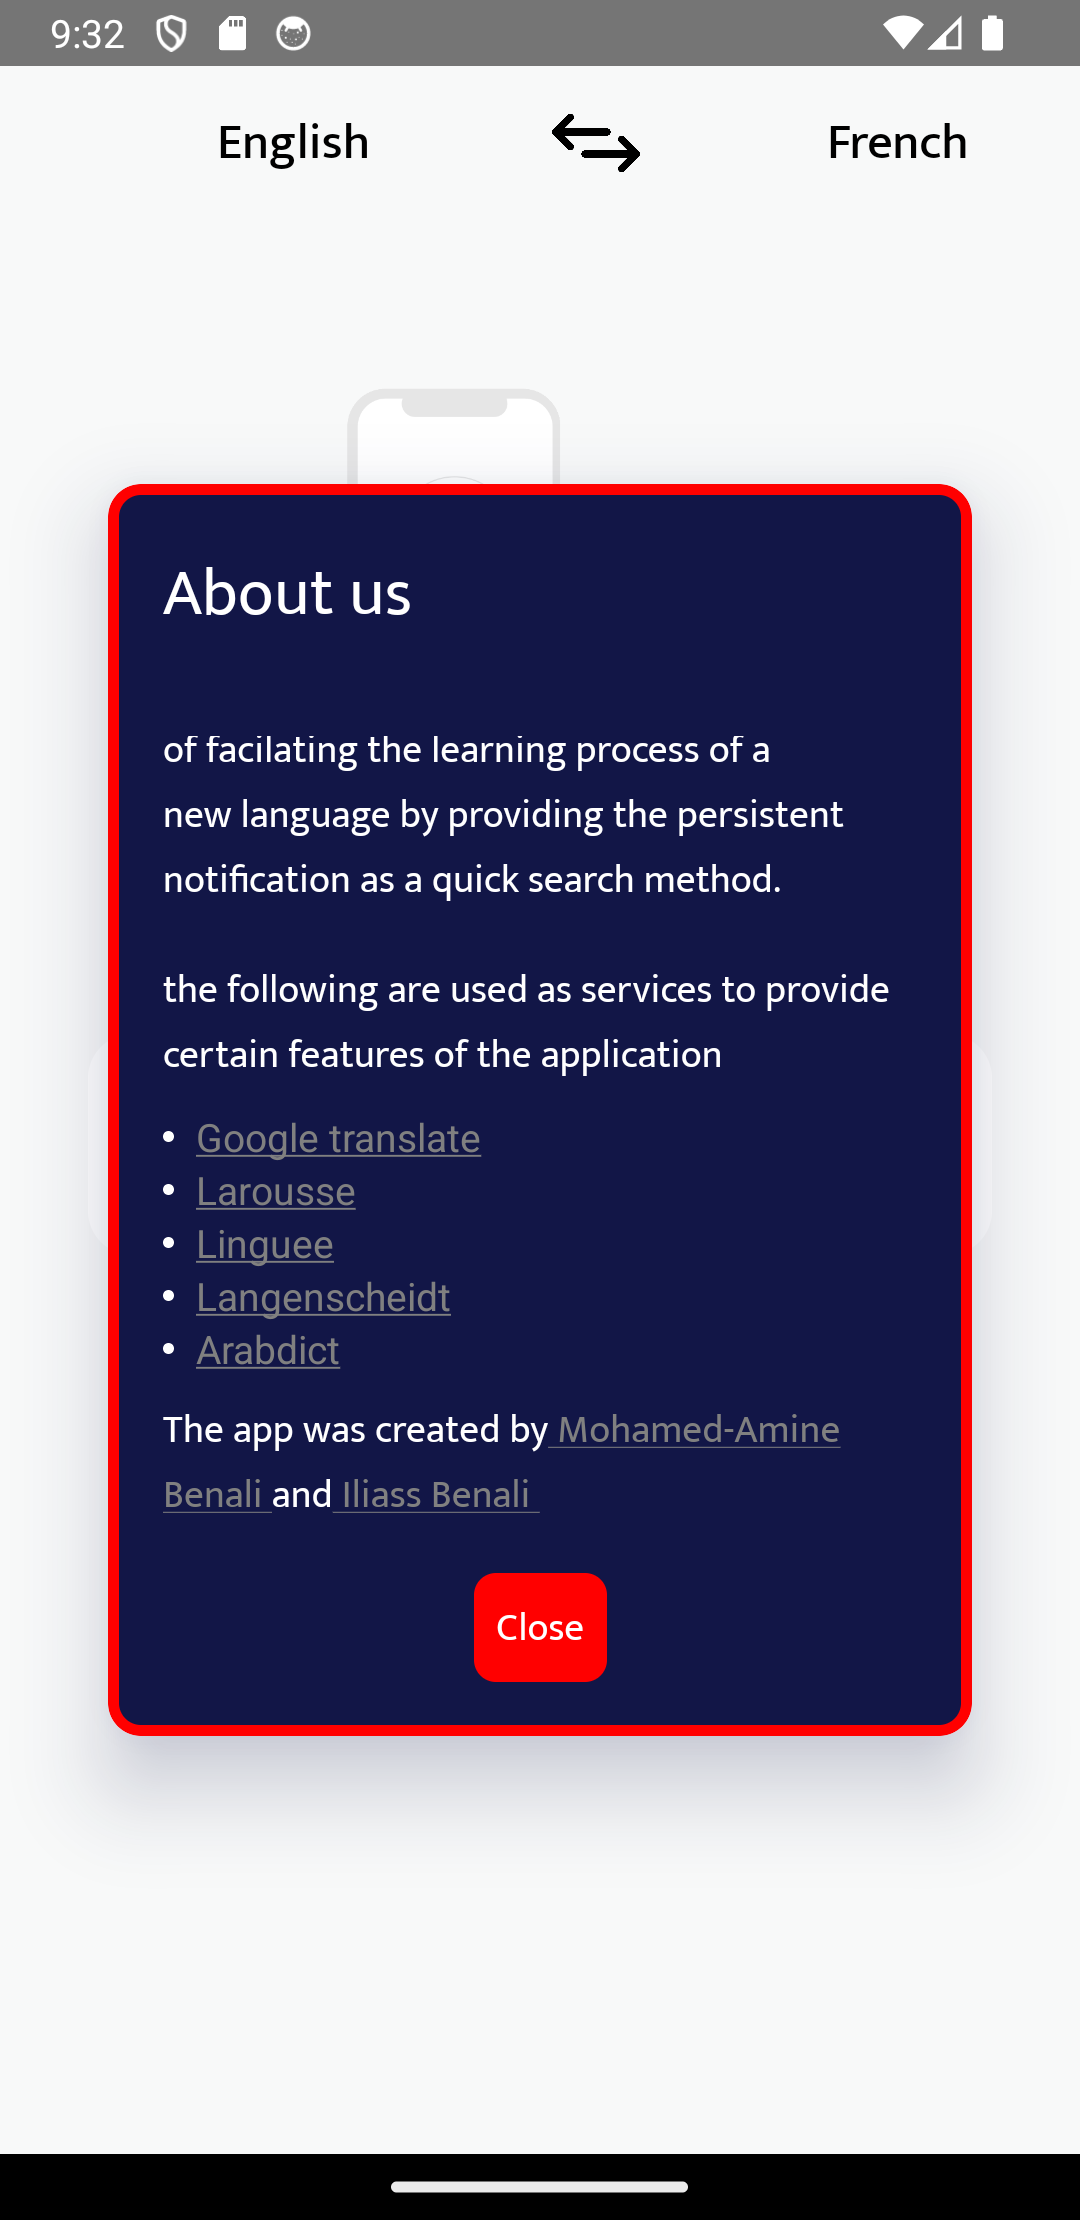 9:32
English
French
About us
of facilating the learning process of a
new language by providing the persistent
notification as a quick search method.
the following are used as services to provide
certain features of the application
• Google translate
• Larousse
• Linguee
• Langenscheidt
• Arabdict
The app was created by Mohamed-Amine
Benali and Iliass Benali
Close